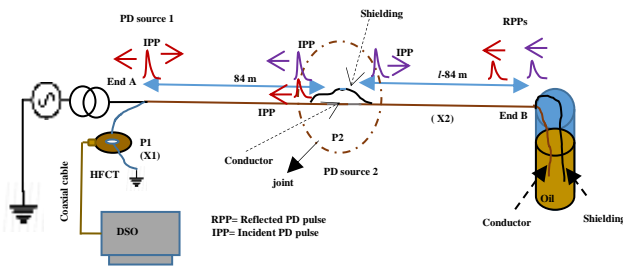 PD source 1
Shielding
RPPs
IPP
IPP
End A
84 m
l-84 m
IPP
( X2)
End B
P1
(X1)
P2
Conductor
PD source 2
HFCT
joint
Coaxial cable
Oil
RPP= Reflected PD pulse
IPP= Incident PD pulse
DSO
Conductor
Shielding